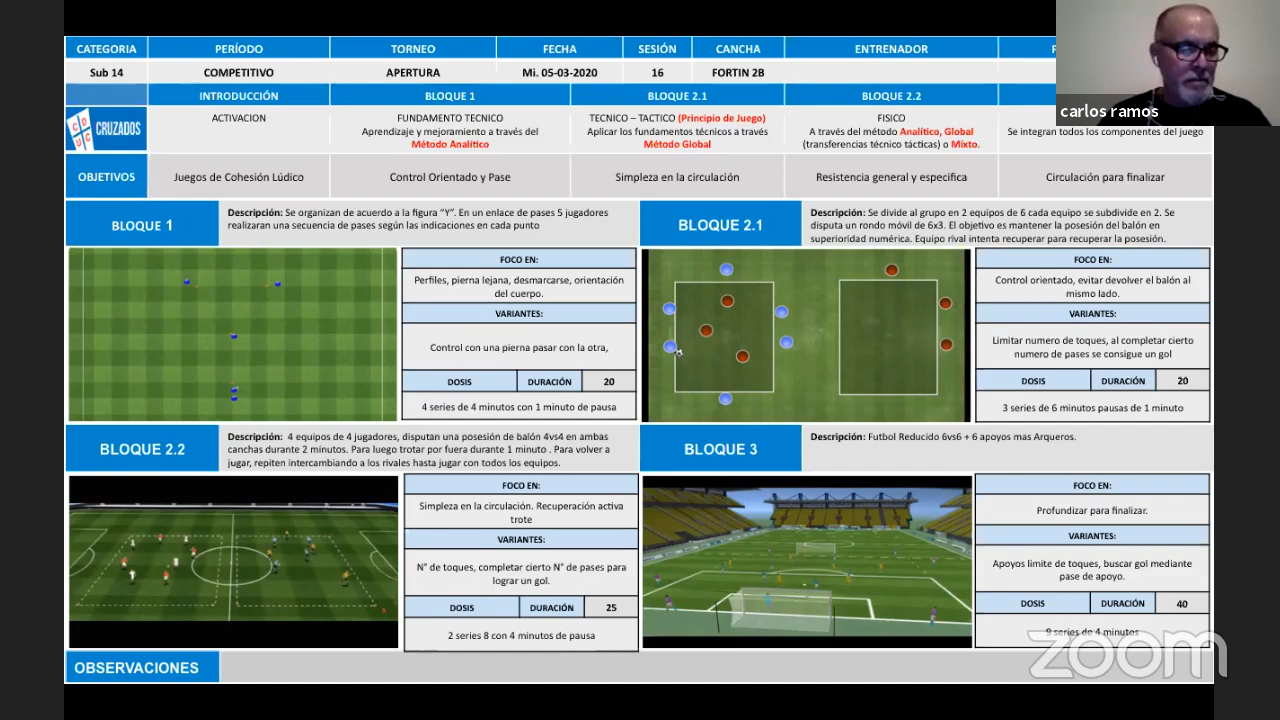 CATEGORIA PERÍODO TORNEO FECHA SESIÓN CANCHA ENTRENADOR
Sub 14 COMPETITIVO APERTURA Mi. 05-03-2020 16 FORTIN 2B
carlos ramos
INTRODUCCIÓN BLOQUE 1 BLOQUE 2.1 BLOQUE 2.2
CRUZADOS
ACTIVACION
FUNDAMENTO TECNICO
Aprendizaje y mejoramiento a través del
Método Analítico
TECNICO – TACTICO (Principio de Juego)
Aplicar los fundamentos técnicos a través
Método Global
FISICO
A través del método Analítico, Global
(transferencias técnico tácticas) o Mixto.
Se integran todos los componentes del juego
OBJETIVOS Juegos de Cohesión Lúdico Control Orientado y Pase Simpleza en la circulación Resistencia general y especifica Circulación para finalizar
BLOQUE 1
Descripción: Se organizan de acuerdo a la figura “Y”. En un enlace de pases 5 jugadores
realizaran una secuencia de pases según las indicaciones en cada punto
FOCO EN:
Perfiles, pierna lejana, desmarcarse, orientación
del cuerpo.
VARIANTES:
Control con una pierna pasar con la otra,
DOSIS DURACIÓN 20
4 series de 4 minutos con 1 minuto de pausa
BLOQUE 2.1
Descripción: Se divide al grupo en 2 equipos de 6 cada equipo se subdivide en 2. Se
disputa un rondo móvil de 6x3. El objetivo es mantener la posesión del balón en
superioridad numérica. Equipo rival intenta recuperar para recuperar la posesión.
FOCO EN:
Control orientado, evitar devolver el balón al
mismo lado.
VARIANTES:
Limitar numero de toques, al completar cierto
numero de pases se consigue un gol
DOSIS DURACIÓN 20
3 series de 6 minutos pausas de 1 minuto
BLOQUE 2.2
Descripción: 4 equipos de 4 jugadores, disputan una posesión de balón 4vs4 en ambas
canchas durante 2 minutos. Para luego trotar por fuera durante 1 minuto . Para volver a
jugar, repiten intercambiando a los rivales hasta jugar con todos los equipos.
FOCO EN:
Simpleza en la circulación. Recuperación activa
trote
VARIANTES:
N° de toques, completar cierto N° de pases para
lograr un gol.
DOSIS DURACIÓN 25
2 series 8 con 4 minutos de pausa
BLOQUE 3
Descripción: Futbol Reducido 6vs6 + 6 apoyos mas Arqueros.
FOCO EN:
Profundizar para finalizar.
VARIANTES:
Apoyos limite de toques, buscar gol mediante
pase de apoyo.
DOSIS DURACIÓN 40
9 series de 4 minutos
zoom
OBSERVACIONES